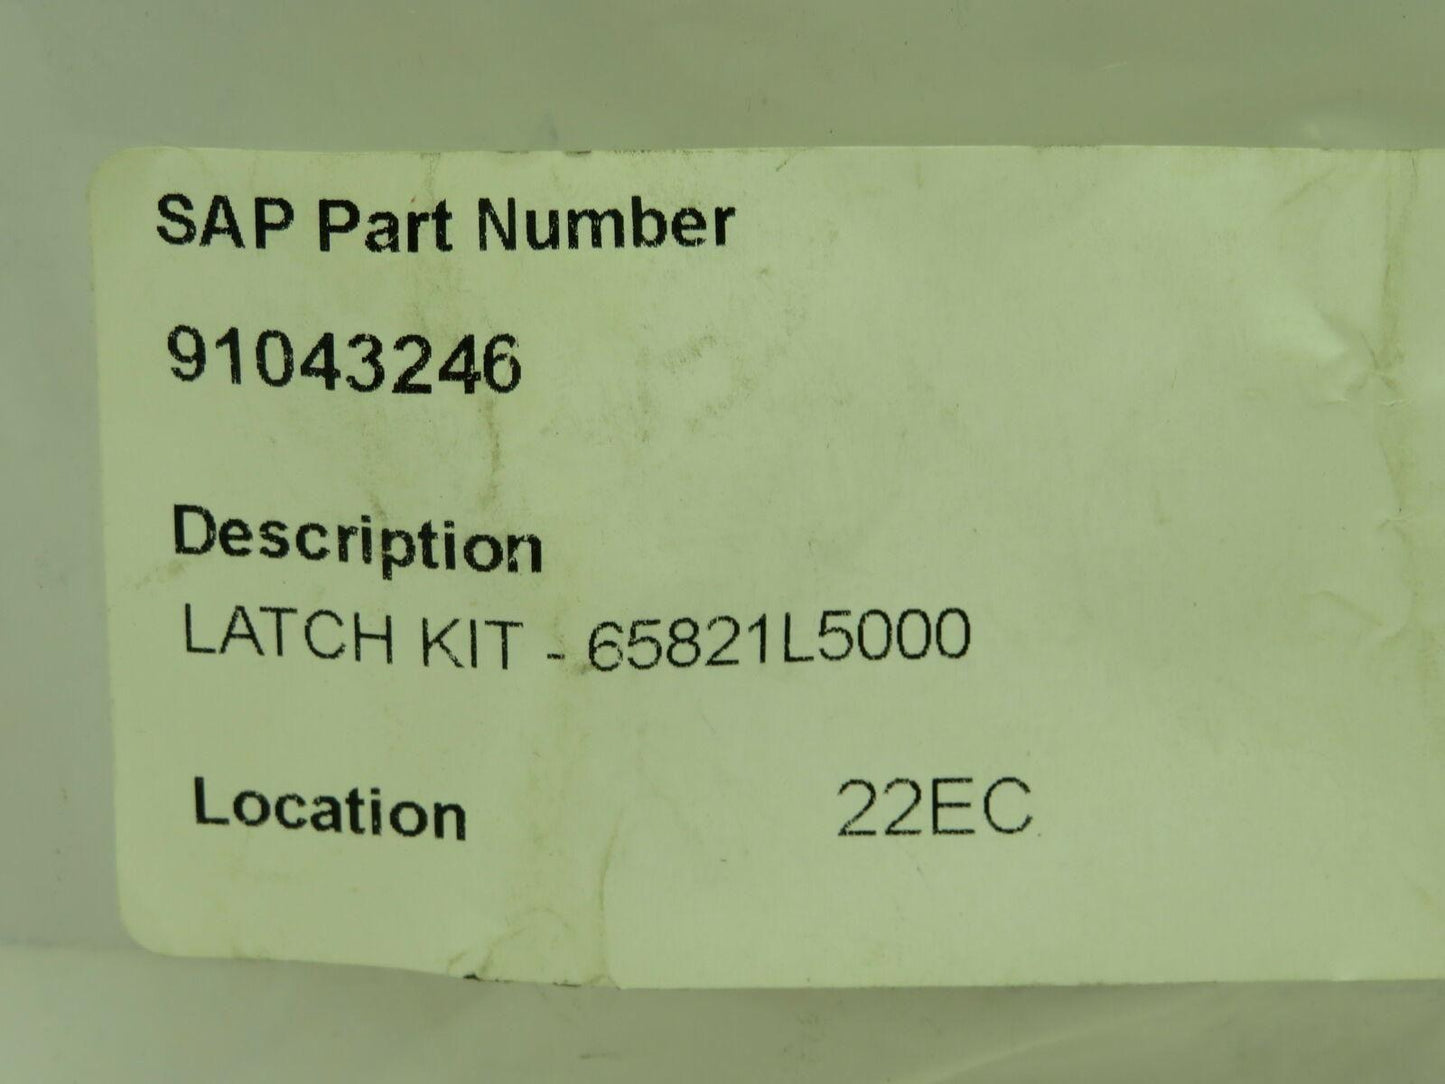 SAP Part Number
91043246
Description
LATCH KIT - 65821L5000
Location 22EC